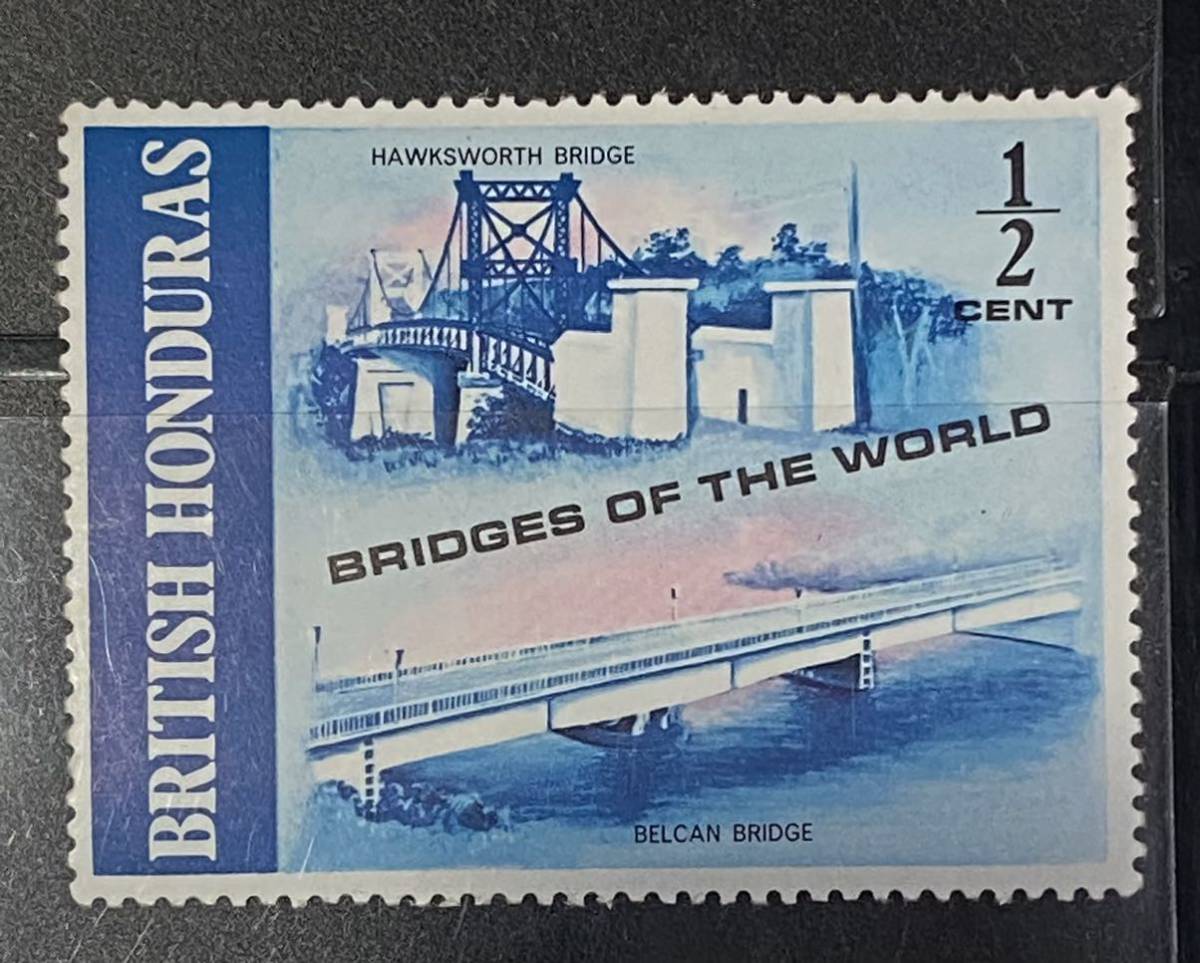 BRITISH HONDURAS
HAWKSWORTH BRIDGE
1/2
CENT
BRIDGES OF THE WORLD
BELCAN BRIDGE